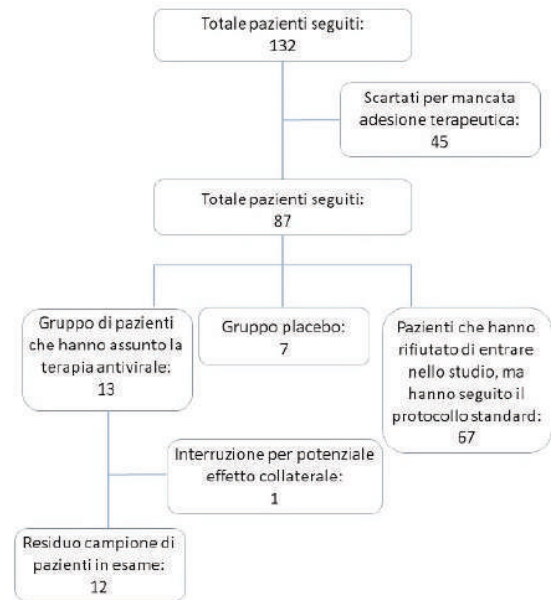 Totale pazienti seguiti:
132
Scartati per mancata
adesione terapeutica:
45
Totale pazienti seguiti:
87
Gruppo di pazienti
che hanno assunto la
terapia antivirale:
13
Gruppo placebo:
7
Pazienti che hanno
rifiutato di entrare
nello studio, ma
hanno seguito il
protocollo standard:
67
Interruzione per potenziale
effetto collaterale:
1
Residuo campione di
pazienti in esame:
12